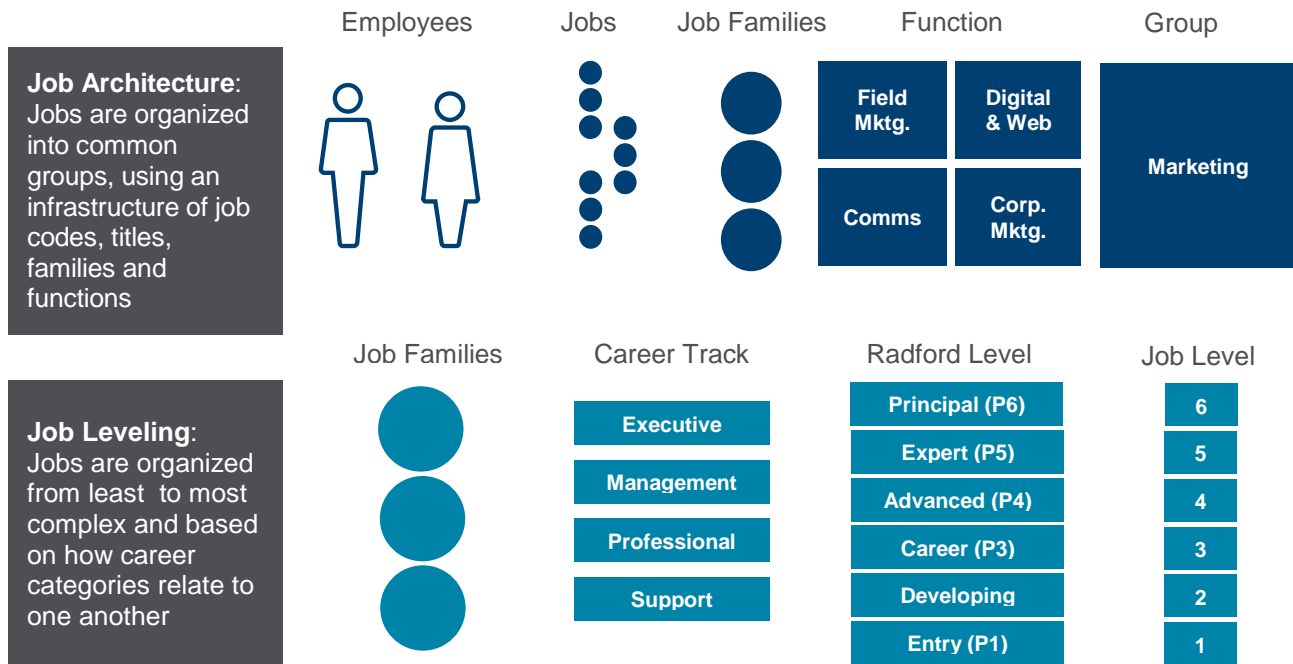 Employees
Jobs
Job Families
Function
Group
Job Architecture:
Jobs are organized
into common
groups, using an
infrastructure of job
codes, titles,
families and
functions
Field
Mktg.
Digital
& Web
Comms
Corp.
Mktg.
Marketing
Job Families
Career Track
Radford Level
Job Level
Job Leveling:
Jobs are organized
from least to most
complex and based
on how career
categories relate to
one another
Executive
Management
Professional
Support
Principal (P6)
Expert (P5)
Advanced (P4)
Career (P3)
Developing
Entry (P1)
6
5
4
3
2
1